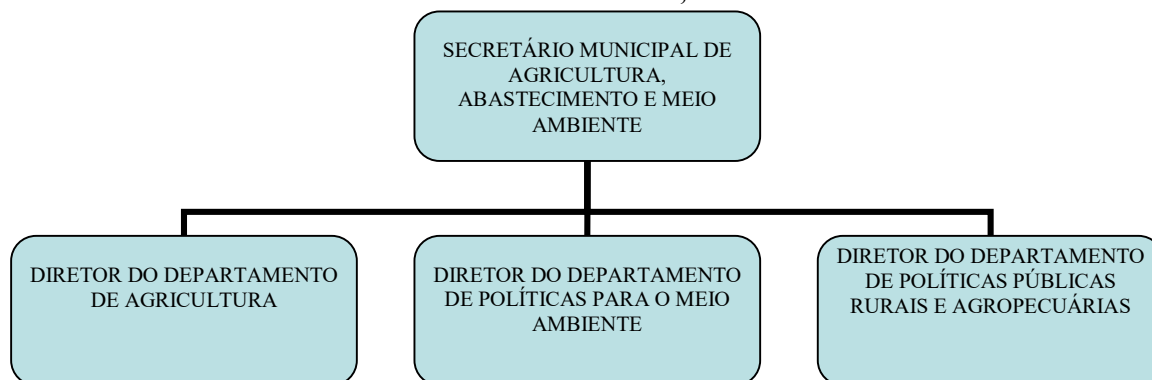 SECRETÁRIO MUNICIPAL DE
AGRICULTURA,
ABASTECIMENTO E MEIO
AMBIENTE
DIRETOR DO DEPARTAMENTO
DE AGRICULTURA
DIRETOR DO DEPARTAMENTO
DE POLÍTICAS PARA O MEIO
AMBIENTE
DIRETOR DO DEPARTAMENTO
DE POLÍTICAS PÚBLICAS
RURAIS E AGROPECUÁRIAS